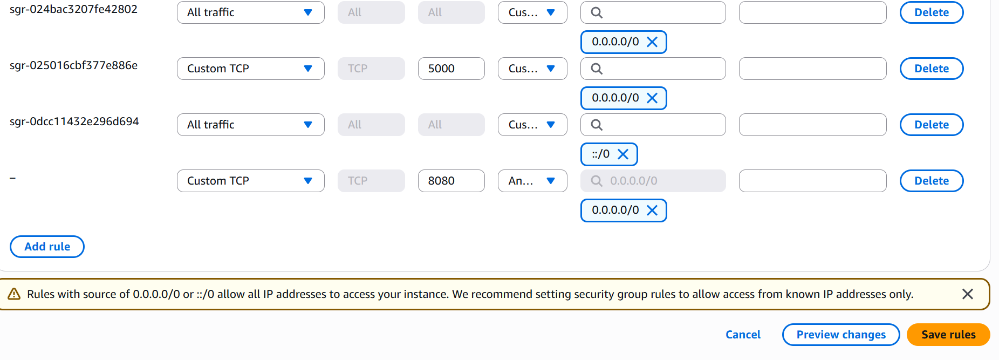 sgr-024bac3207fe42802 All traffic All All Cus... Delete
0.0.0.0/0
sgr-025016cbf377e886e Custom TCP TCP 5000 Cus... Delete
0.0.0.0/0
sgr-0dcc11432e296d694 All traffic All All Cus... Delete
::/0
– Custom TCP TCP 8080 An... 0.0.0.0/0 Delete
0.0.0.0/0
Add rule
Rules with source of 0.0.0.0/0 or ::/0 allow all IP addresses to access your instance. We recommend setting security group rules to allow access from known IP addresses only.
Cancel Preview changes Save rules